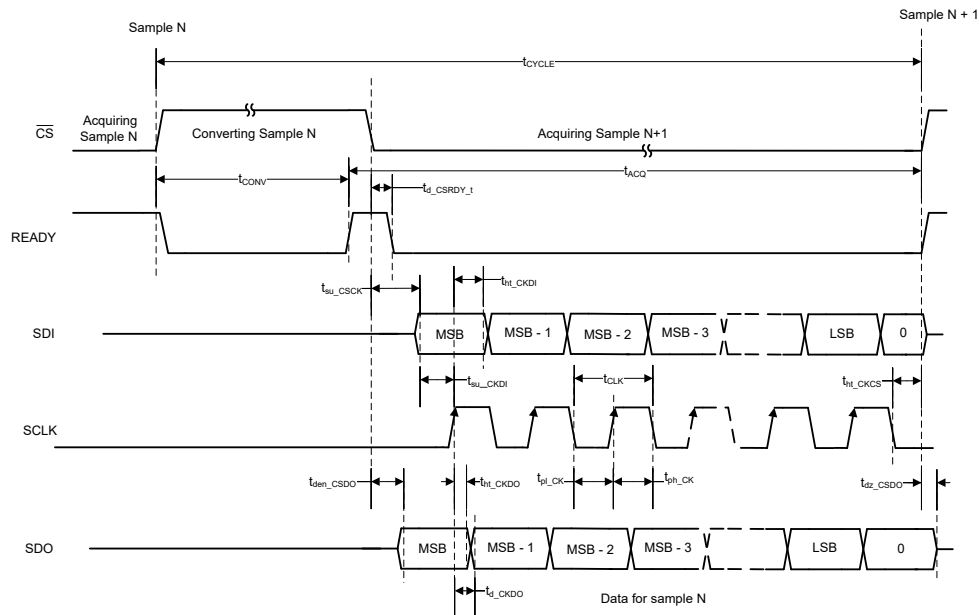 Sample N
Sample N + 1
tCYCLE
CS
Acquiring
Sample N
Converting Sample N
Acquiring Sample N+1
tCONV
tACQ
td_CSRDY_t
READY
tsu_CSCK
tht_CKDI
SDI
MSB
MSB - 1
MSB - 2
MSB - 3
LSB
0
tsu_CKDI
tCLK
tht_CKCS
SCLK
tden_CSDO
tht_CKDO
tpl_CK
tph_CK
tdz_CSDO
SDO
MSB
MSB - 1
MSB - 2
MSB - 3
LSB
0
td_CKDO
Data for sample N